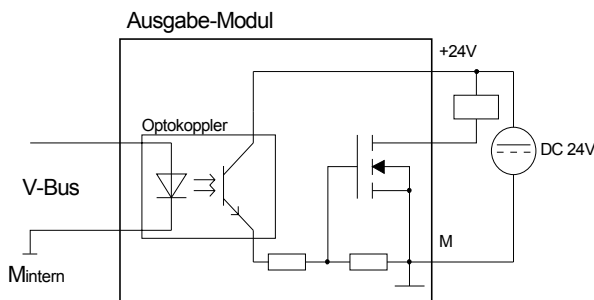 Ausgabe-Modul
+24V
Optokoppler
DC 24V
V-Bus
M
Mintern